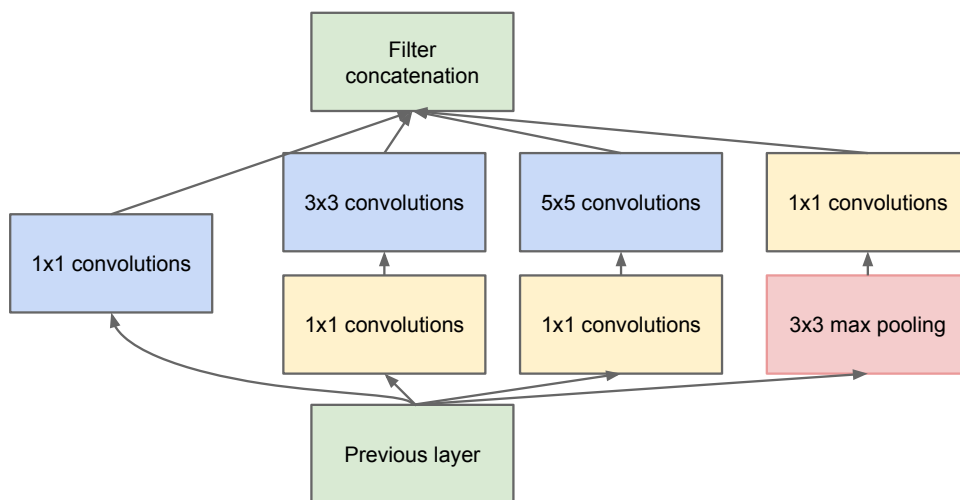 Filter
concatenation
3x3 convolutions
5x5 convolutions
1x1 convolutions
1x1 convolutions
1x1 convolutions
1x1 convolutions
3x3 max pooling
Previous layer